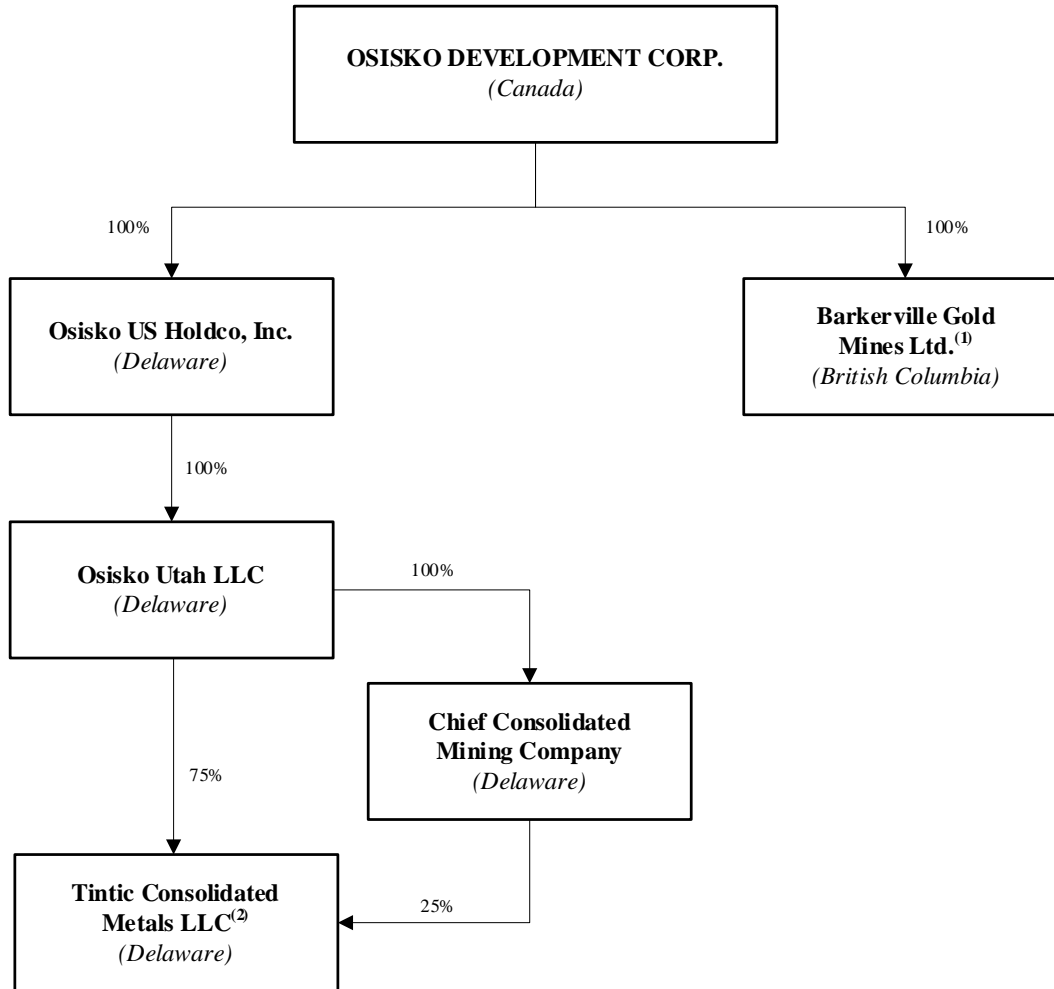 OSISKO DEVELOPMENT CORP.
(Canada)
100%
100%
Osisko US Holdco, Inc.
(Delaware)
Barkerville Gold
Mines Ltd.(1)
(British Columbia)
100%
Osisko Utah LLC
(Delaware)
100%
Chief Consolidated
Mining Company
(Delaware)
75%
Tintic Consolidated
Metals LLC(2)
(Delaware)
25%